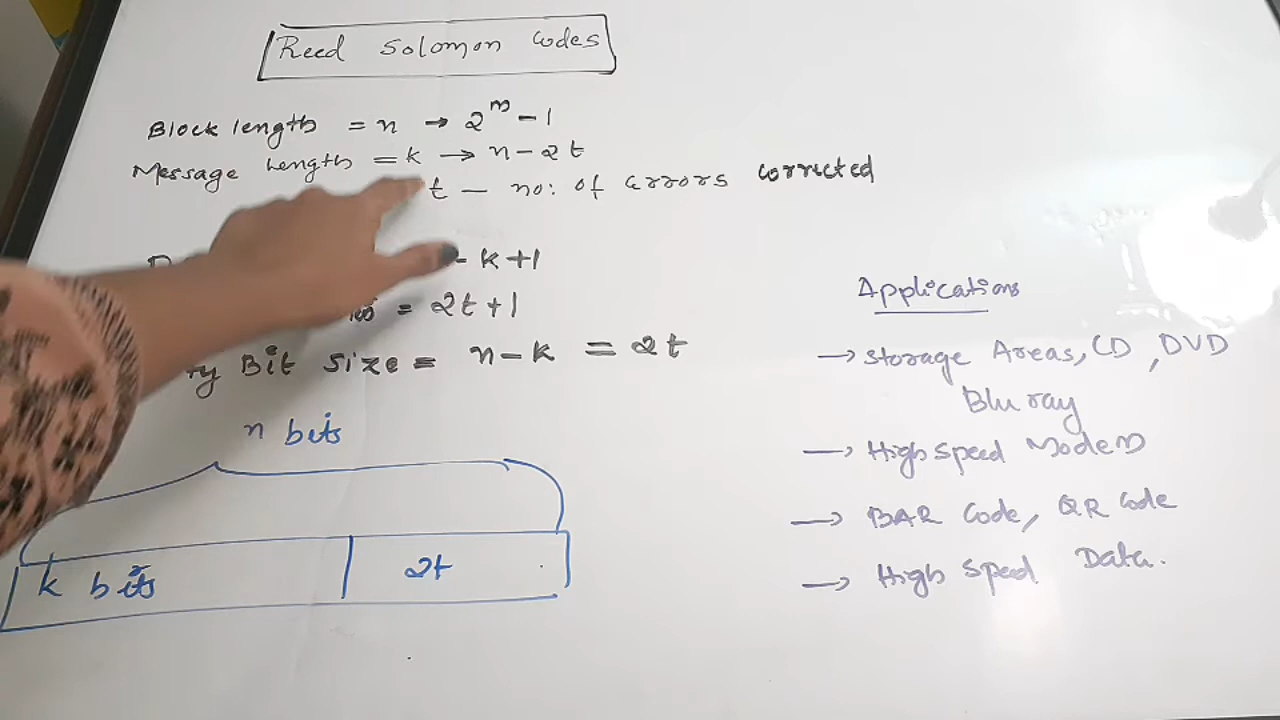 Reed Solomon Codes
Block length = n → 2^m - 1
Message Length = k → n - 2t
t — no: of errors corrected
- k + 1
= 2t + 1
Bit Size = n - k = 2t
n bits
k bits 2t
Applications
→ Storage Areas, CD, DVD
Blu ray
→ High Speed Modem
→ BAR Code, QR Code
→ High Speed Data.